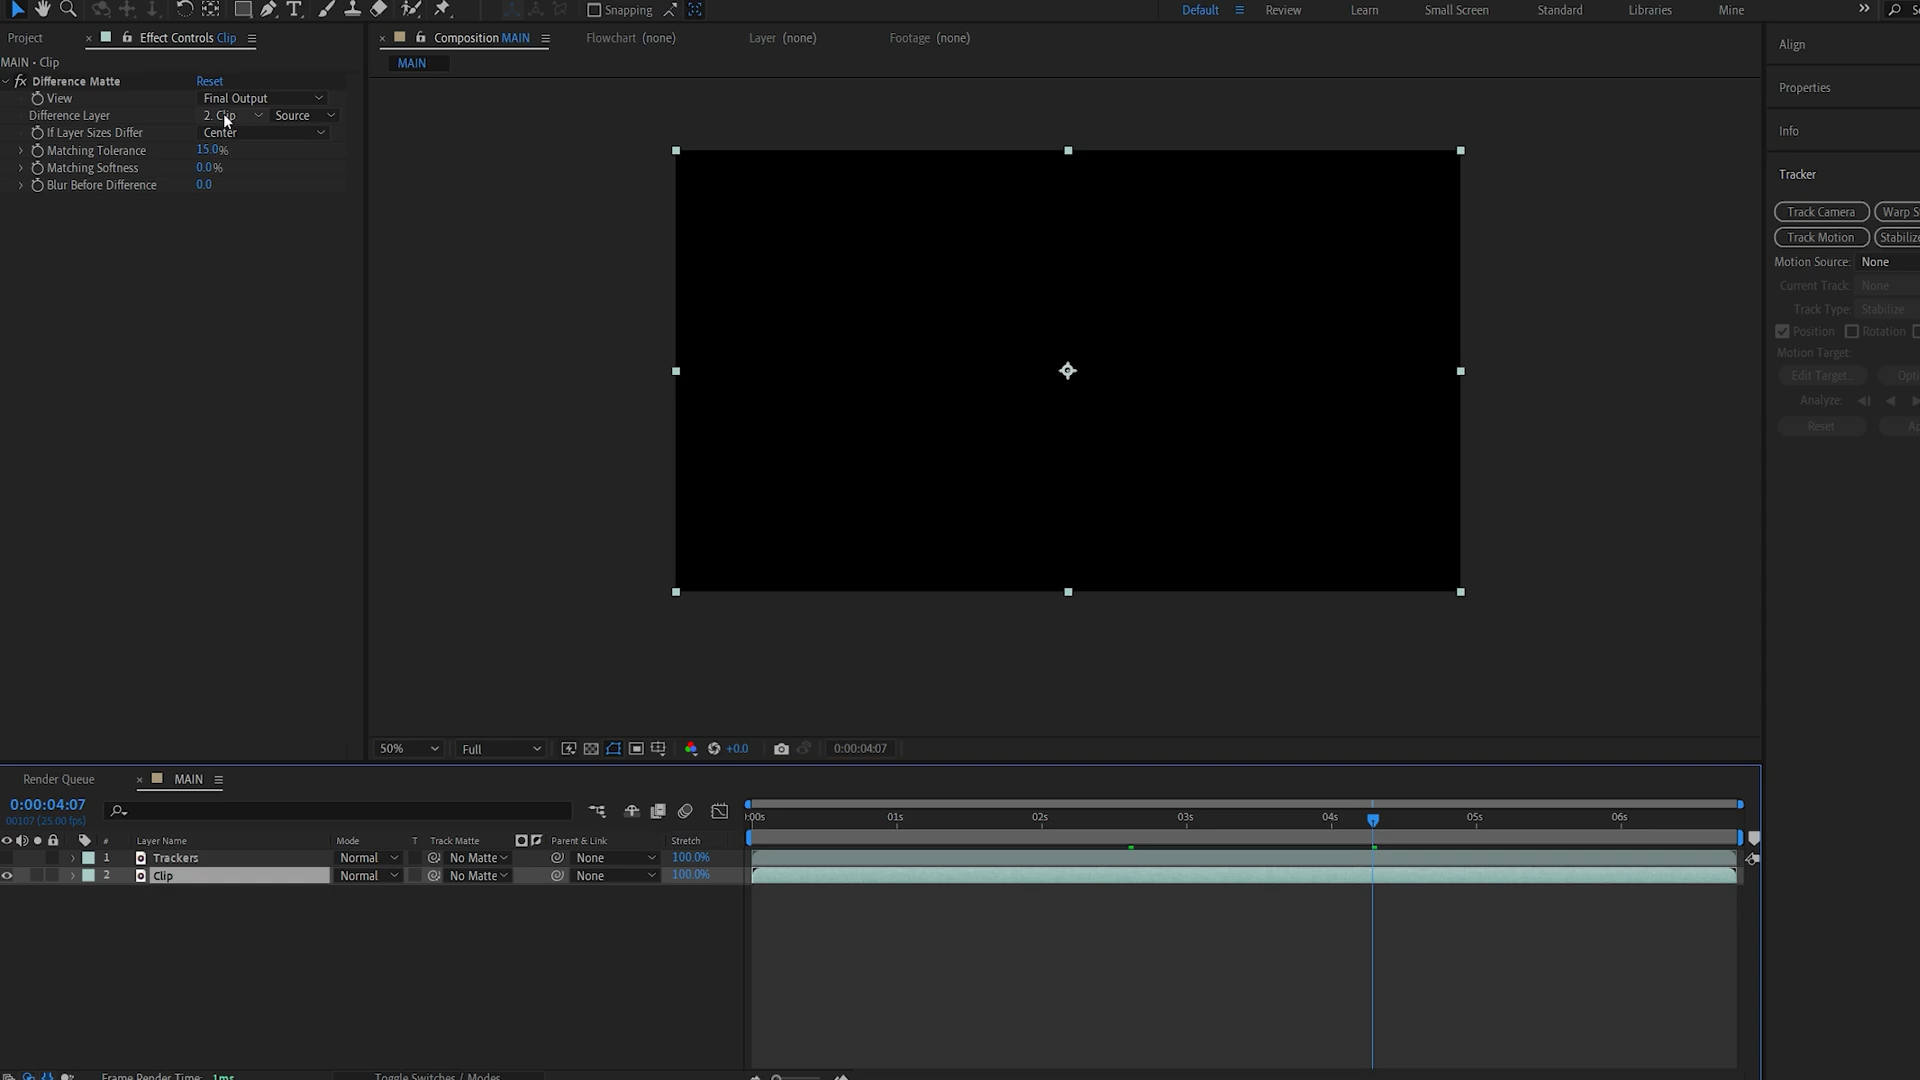 Snapping
Default
Review
Learn
Small Screen
Standard
Libraries
Mine
Project
Effect Controls Clip
Composition MAIN
Flowchart (none)
Layer (none)
Footage (none)
MAIN • Clip
MAIN
fx Difference Matte Reset
View Final Output
Difference Layer 2. Clip Source
If Layer Sizes Differ Center
Matching Tolerance 15.0%
Matching Softness 0.0%
Blur Before Difference 0.0
Align
Properties
Info
Tracker
Track Camera Warp S
Track Motion Stabilize
Motion Source: None
Current Track: None
Track Type: Stabilize
Position Rotation
Motion Target:
Edit Target... Opti
Analyze:
Reset Ap
50% Full +0.0 0:00:04:07
Render Queue MAIN
0:00:04:07
00107 (25.00 fps)
:00s 01s 02s 03s 04s 05s 06s
# Layer Name Mode T Track Matte Parent & Link Stretch
1 Trackers Normal No Matte None 100.0%
2 Clip Normal No Matte None 100.0%
Frame Render Time: 1ms Toggle Switches / Modes